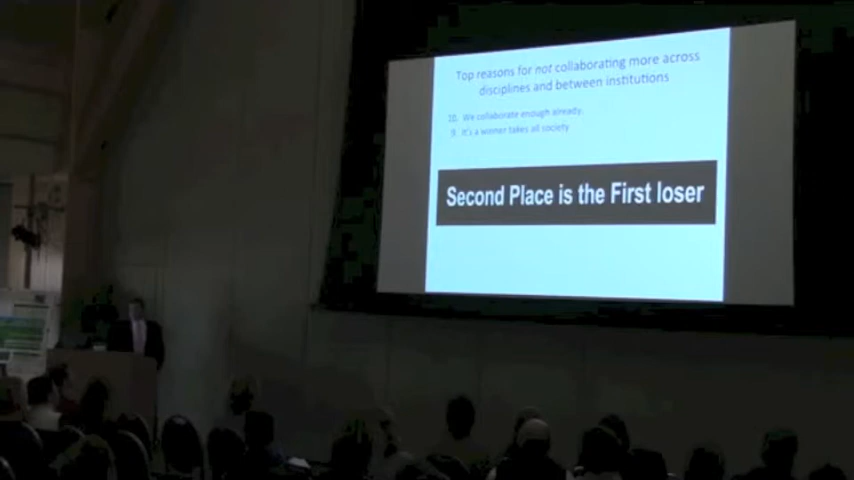 Top reasons for not collaborating more across
disciplines and between institutions
10. We collaborate enough already.
9. It's a winner takes all society
Second Place is the First loser